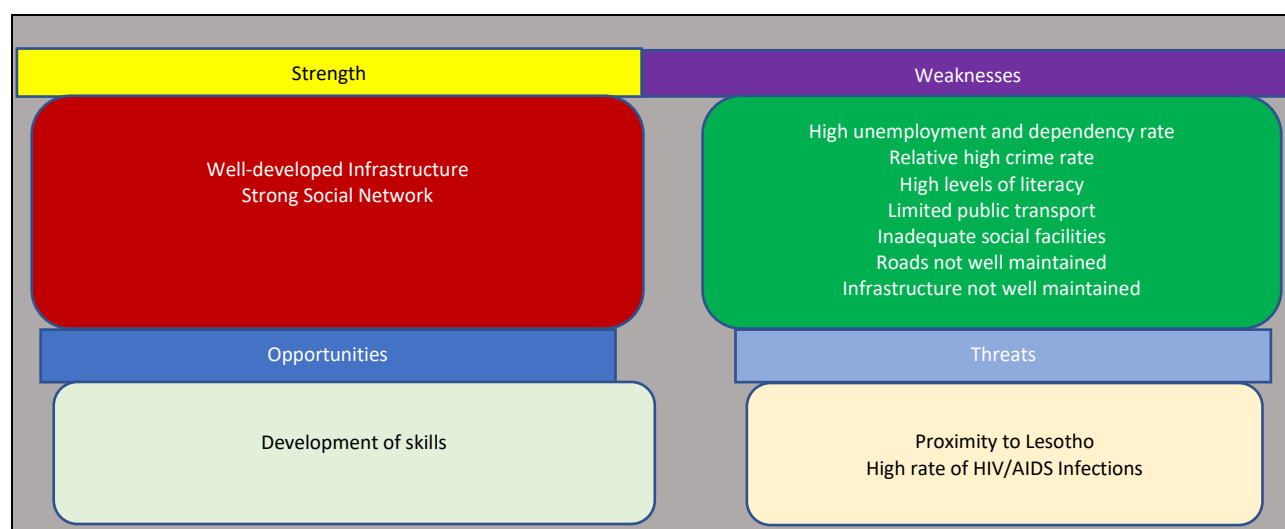 Strength
Weaknesses
Well-developed Infrastructure
Strong Social Network
High unemployment and dependency rate
Relative high crime rate
High levels of literacy
Limited public transport
Inadequate social facilities
Roads not well maintained
Infrastructure not well maintained
Opportunities
Threats
Development of skills
Proximity to Lesotho
High rate of HIV/AIDS Infections